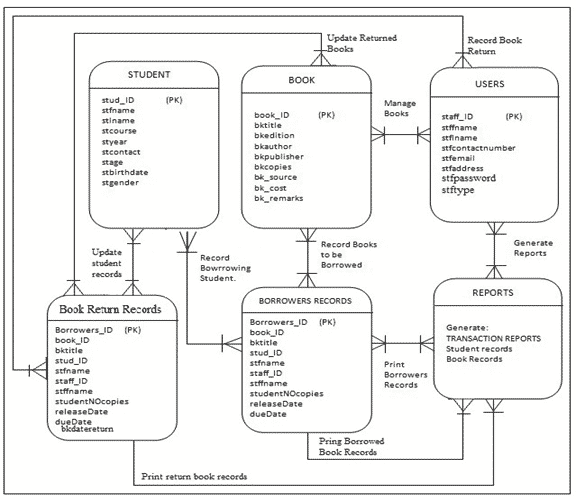 Update Returned
Books
Record Book
Return
STUDENT
stud_ID (PK)
stfname
stlname
stcourse
styear
stcontact
stage
stbirthdate
stgender
BOOK
book_ID (PK)
bktitle
bkedition
bkauthor
bkpublisher
bkcopies
bk_source
bk_cost
bk_remarks
Manage
Books
USERS
staff_ID (PK)
stffname
stflname
stfcontactnumber
stfemail
stfaddress
stfpassword
stftype
Update
student
records
Record
Bowrrowing
Student.
Record Books
to be
Borrowed
Generate
Reports
Book Return Records
Borrowers_ID (PK)
book_ID
bktitle
stud_ID
stfname
staff_ID
stffname
studentNOcopies
releaseDate
dueDate
bkdatereturn
BORROWERS RECORDS
Borrowers_ID (PK)
book_ID
bktitle
stud_ID
stfname
staff_ID
stffname
studentNOcopies
releaseDate
dueDate
Print
Borrowers
Records
REPORTS
Generate:
TRANSACTION REPORTS
Student records
Book Records
Pring Borrowed
Book Records
Print return book records